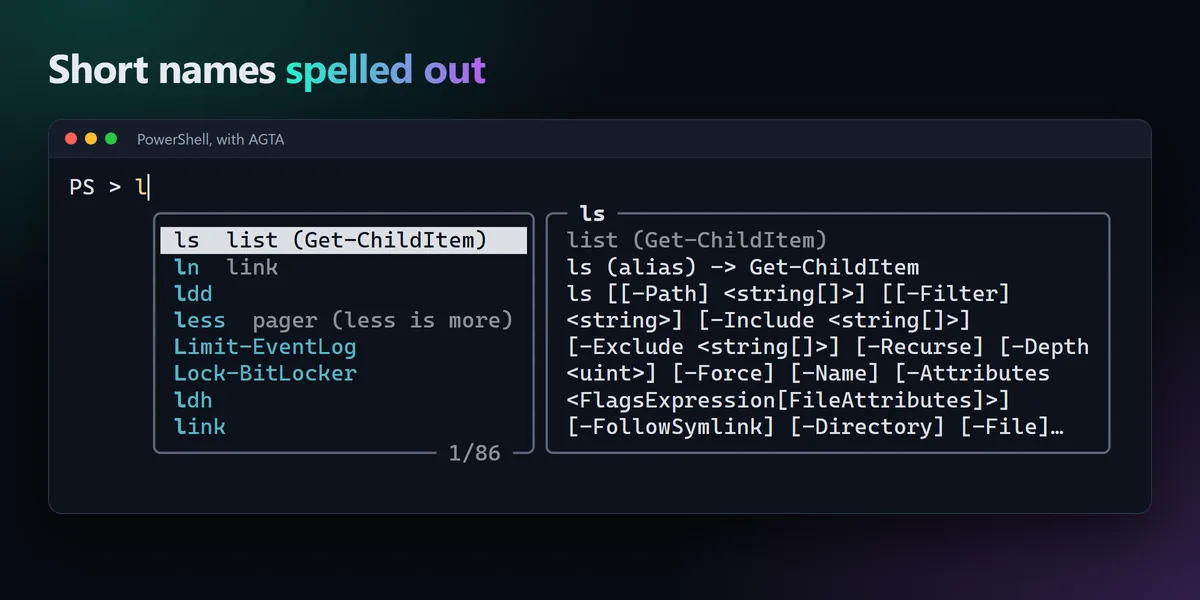 Short names spelled out
PowerShell, with AGTA
PS > l
ls  list (Get-ChildItem)
ln  link
ldd
less  pager (less is more)
Limit-EventLog
Lock-BitLocker
ldh
link
1/86
ls
list (Get-ChildItem)
ls (alias) -> Get-ChildItem
ls [[-Path] <string[]>] [[-Filter]
<string>] [-Include <string[]>]
[-Exclude <string[]>] [-Recurse] [-Depth
<uint>] [-Force] [-Name] [-Attributes
<FlagsExpression[FileAttributes]>]
[-FollowSymlink] [-Directory] [-File]…